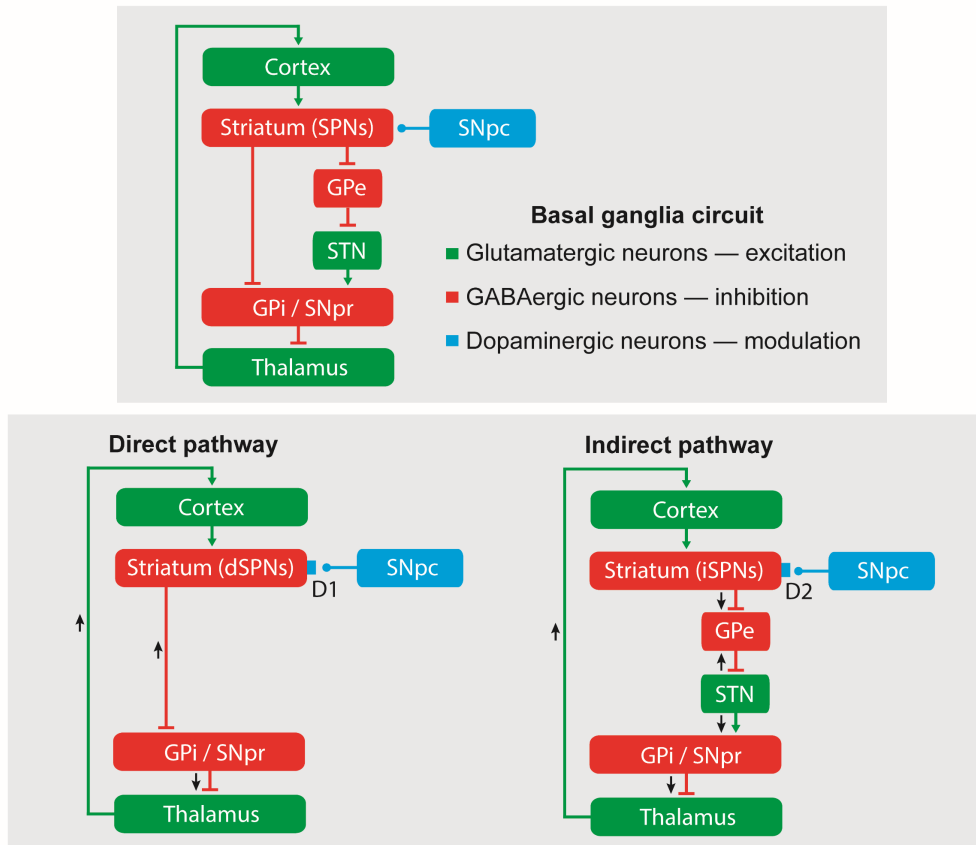 Cortex
Striatum (SPNs)
SNpc
GPe
Basal ganglia circuit
STN
Glutamatergic neurons — excitation
GPi / SNpr
GABAergic neurons — inhibition
Thalamus
Dopaminergic neurons — modulation
Direct pathway
Cortex
Striatum (dSPNs)
SNpc
D1
GPi / SNpr
Thalamus
Indirect pathway
Cortex
Striatum (iSPNs)
SNpc
D2
GPe
STN
GPi / SNpr
Thalamus